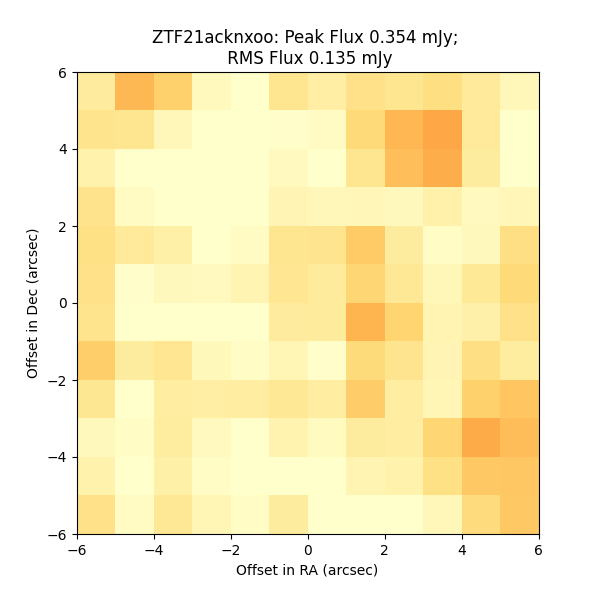 ZTF21acknxoo: Peak Flux 0.354 mJy;
RMS Flux 0.135 mJy
6
4
2
0
−2
−4
−6
Offset in Dec (arcsec)
−6 −4 −2 0 2 4 6
Offset in RA (arcsec)